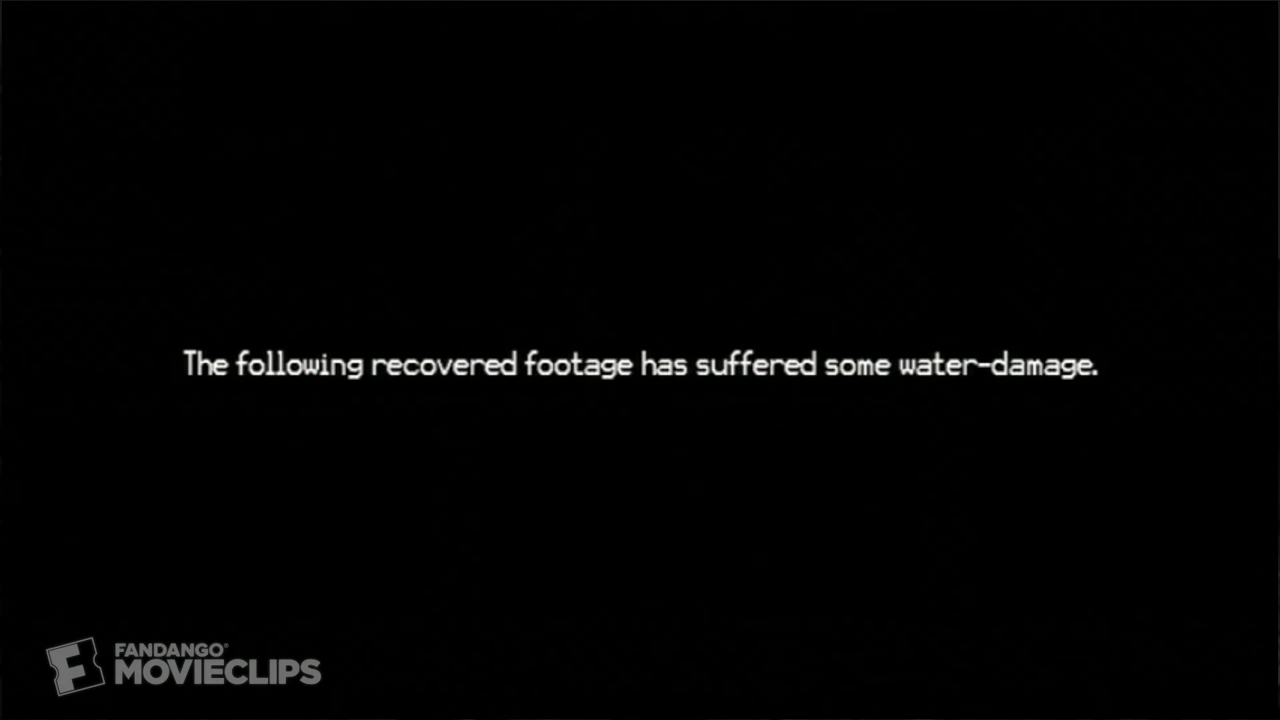 The following recovered footage has suffered some water-damage.
FANDANGO®
MOVIECLIPS